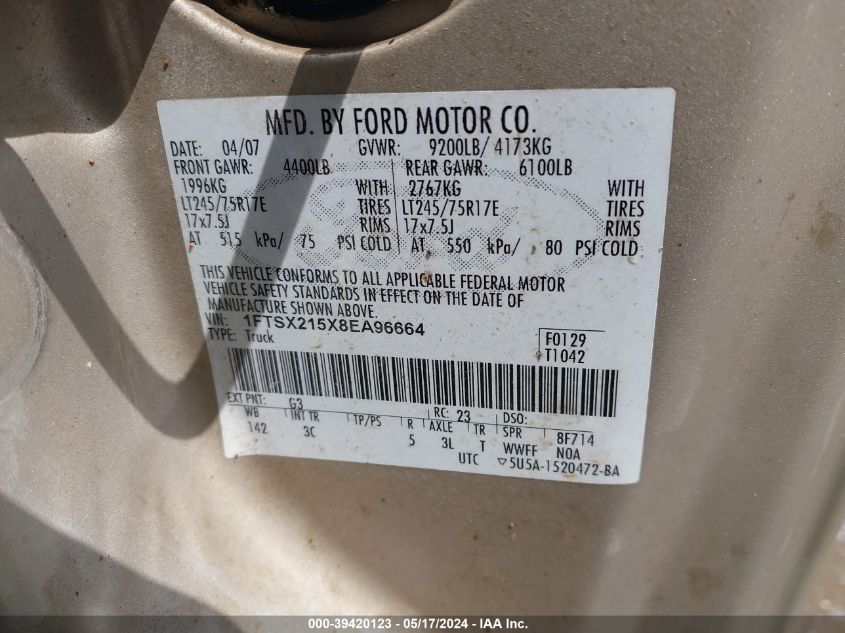 MFD. BY FORD MOTOR CO.
DATE: 04/07 GVWR: 9200LB/ 4173KG
FRONT GAWR: 4400LB REAR GAWR: 6100LB
1996KG WITH 2767KG WITH
LT245/75R17E TIRES LT245/75R17E TIRES
17x7.5J RIMS 17x7.5J RIMS
AT 515 kPa/ 75 PSI COLD AT 550 kPa/ 80 PSI COLD
THIS VEHICLE CONFORMS TO ALL APPLICABLE FEDERAL MOTOR
VEHICLE SAFETY STANDARDS IN EFFECT ON THE DATE OF
MANUFACTURE SHOWN ABOVE.
VIN: 1FTSX215X8EA96664 F0129
TYPE: Truck T1042
EXT PNT: G3 RC: 23 DSO:
WB INT TR TP/PS R AXLE TR SPR 8F714
142 3C 5 3L T WWFF N0A
UTC ▽5U5A-1520472-BA
000-39420123 - 05/17/2024 - IAA Inc.